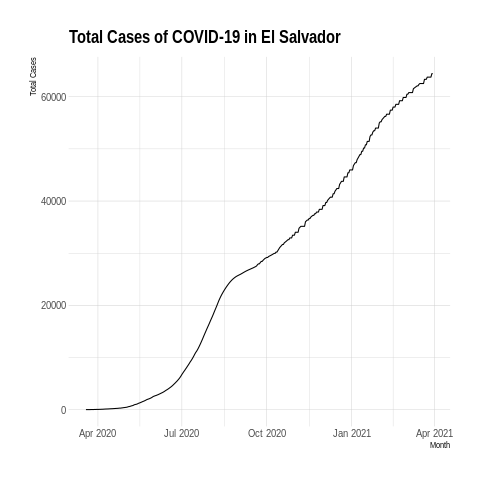 Total Cases of COVID-19 in El Salvador
Total Cases
60000
40000
20000
0
Apr 2020 Jul 2020 Oct 2020 Jan 2021 Apr 2021
Month